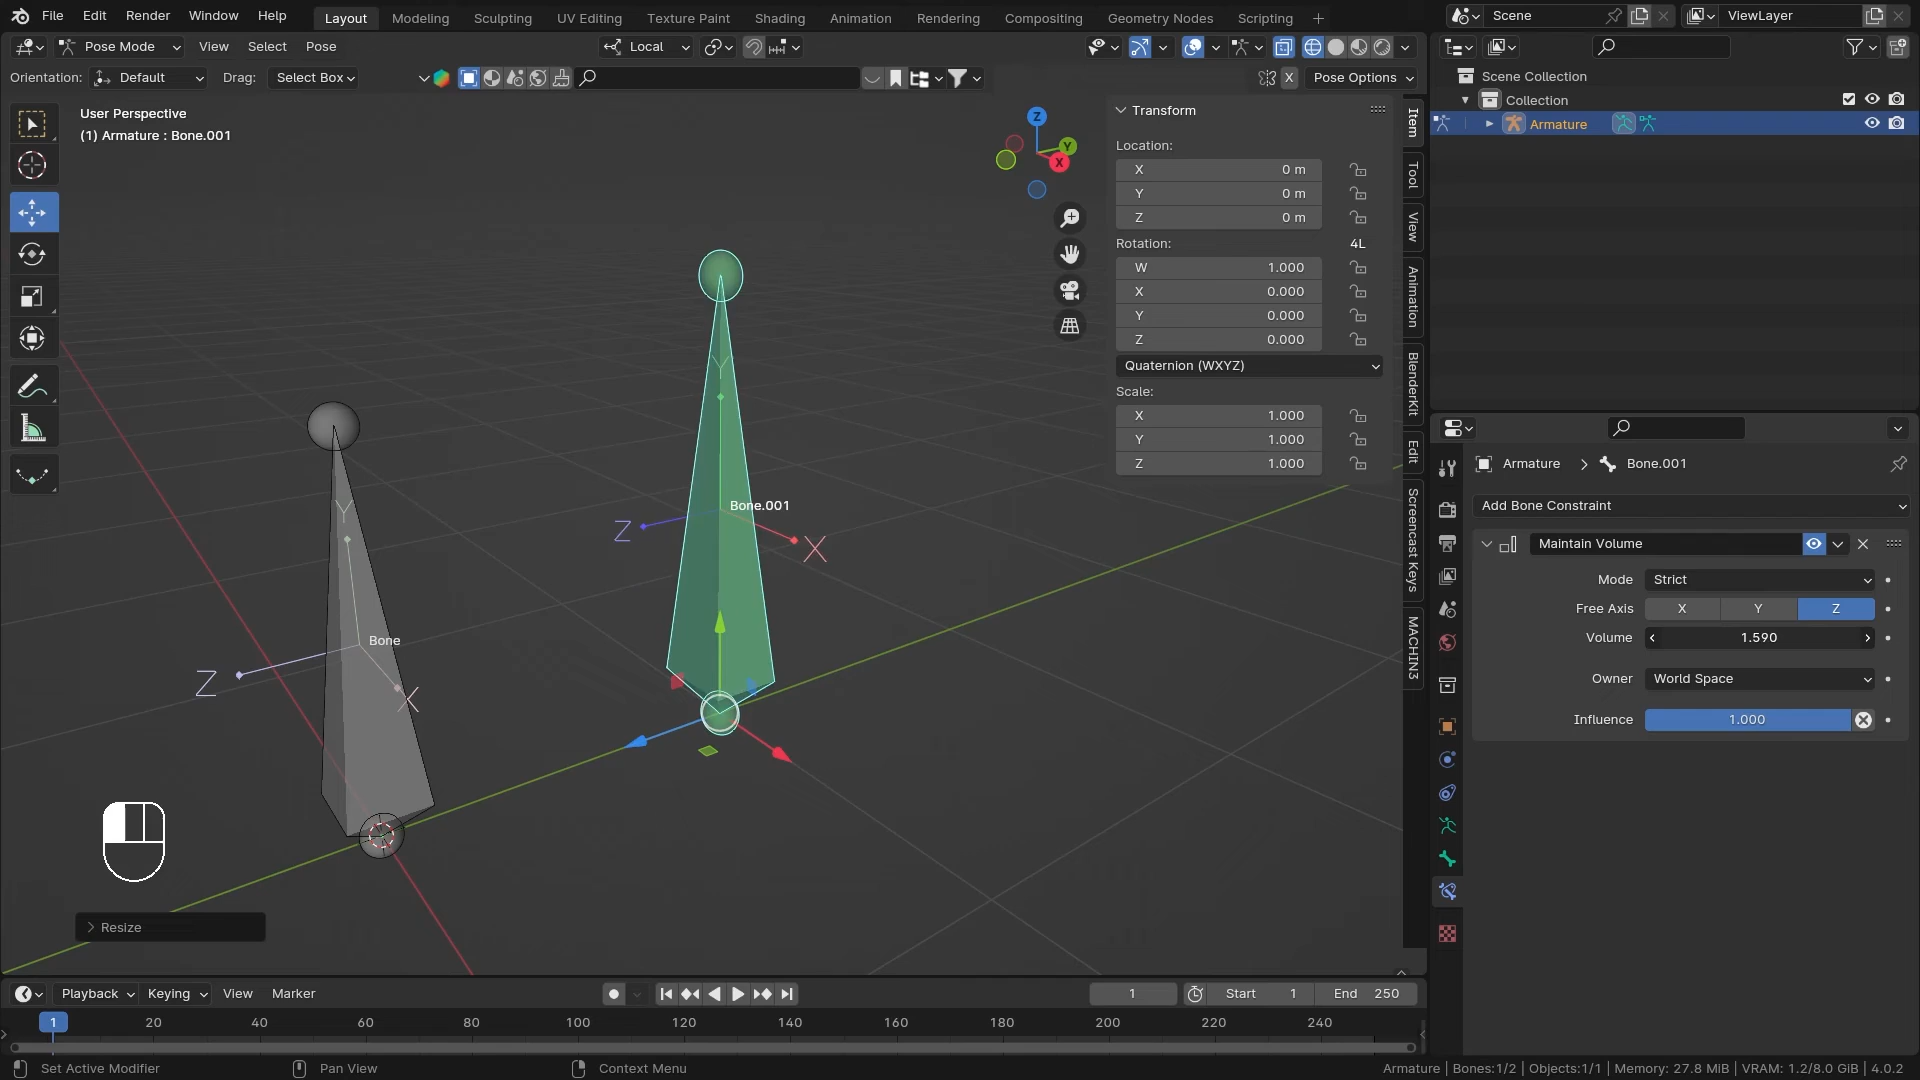 File Edit Render Window Help Layout Modeling Sculpting UV Editing Texture Paint Shading Animation Rendering Compositing Geometry Nodes Scripting + Scene ViewLayer
Pose Mode View Select Pose Local
Orientation: Default Drag: Select Box X Pose Options
User Perspective
(1) Armature : Bone.001
Z
Y
X
Transform
Location:
X 0 m
Y 0 m
Z 0 m
Rotation: 4L
W 1.000
X 0.000
Y 0.000
Z 0.000
Quaternion (WXYZ)
Scale:
X 1.000
Y 1.000
Z 1.000
Item
Tool
View
Animation
BlenderKit
Edit
Screencast Keys
MACHIN3
Scene Collection
Collection
Armature
Armature > Bone.001
Add Bone Constraint
Maintain Volume
Mode Strict
Free Axis X Y Z
Volume 1.590
Owner World Space
Influence 1.000
Y
Bone.001
Z
X
Y
Bone
Z
X
Resize
Playback Keying View Marker 1 Start 1 End 250
1 20 40 60 80 100 120 140 160 180 200 220 240
Set Active Modifier Pan View Context Menu Armature | Bones:1/2 | Objects:1/1 | Memory: 27.8 MiB | VRAM: 1.2/8.0 GiB | 4.0.2